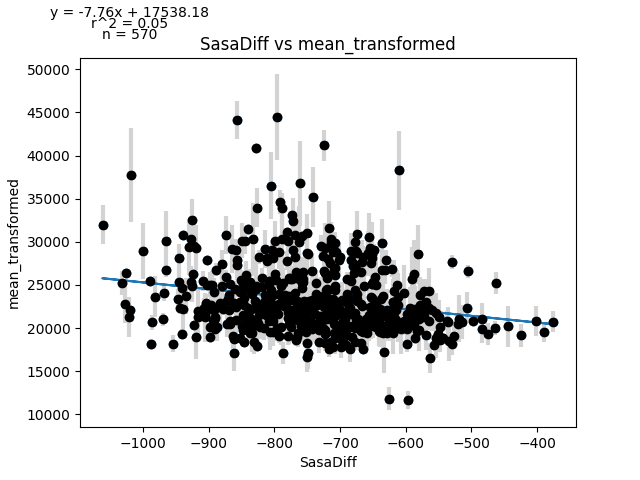 y = -7.76x + 17538.18
r^2 = 0.05
n = 570
SasaDiff vs mean_transformed
50000
45000
40000
35000
30000
25000
20000
15000
10000
mean_transformed
−1000 −900 −800 −700 −600 −500 −400
SasaDiff